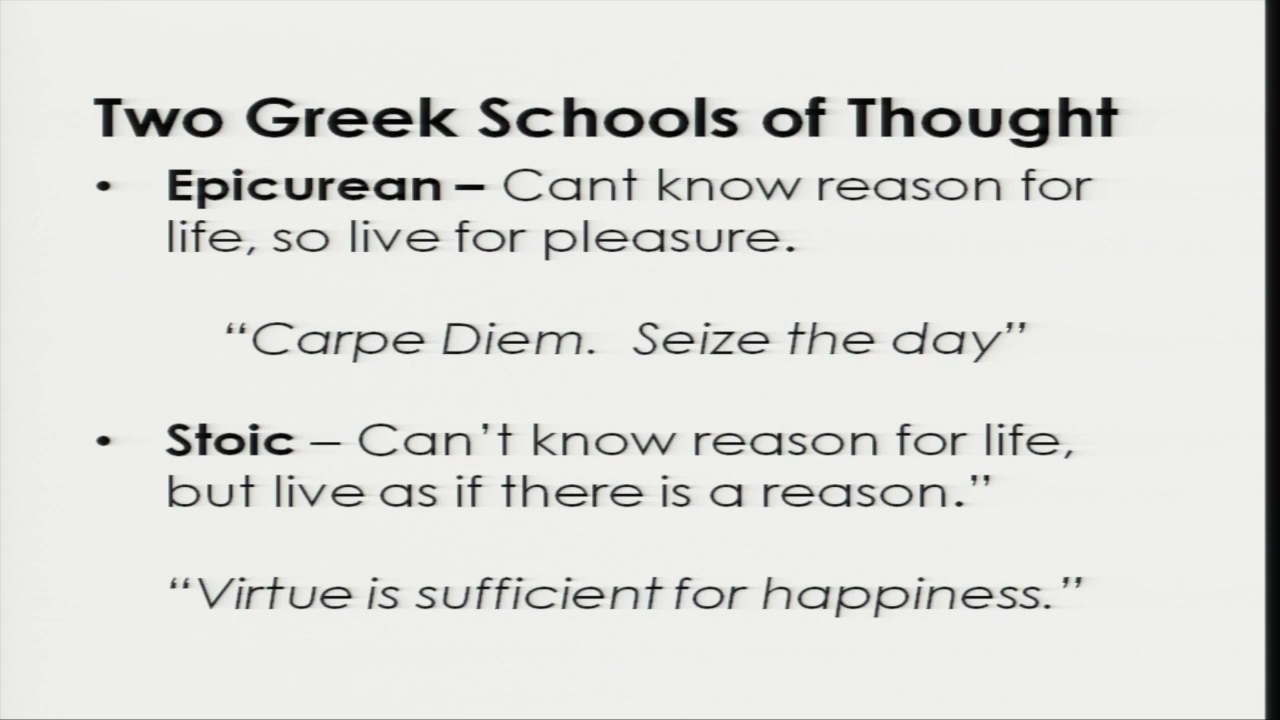 Two Greek Schools of Thought
• Epicurean – Cant know reason for
life, so live for pleasure.
“Carpe Diem.  Seize the day”
• Stoic – Can’t know reason for life,
but live as if there is a reason.”
“Virtue is sufficient for happiness.”